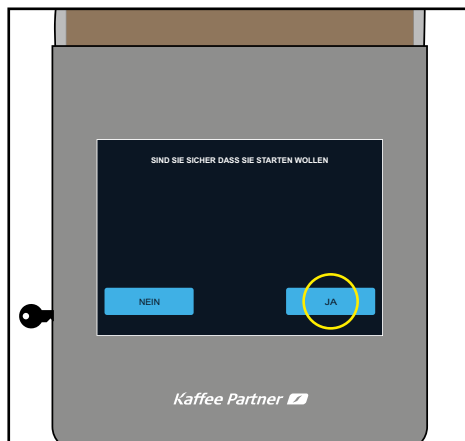 SIND SIE SICHER DASS SIE STARTEN WOLLEN
NEIN
JA
Kaffee Partner